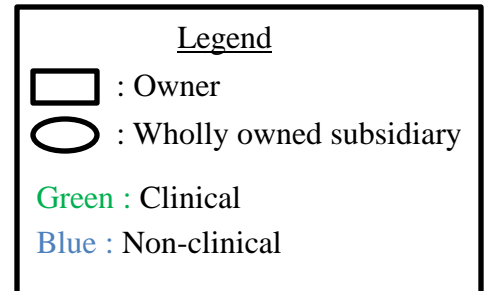 Legend
: Owner
: Wholly owned subsidiary
Green : Clinical
Blue : Non-clinical